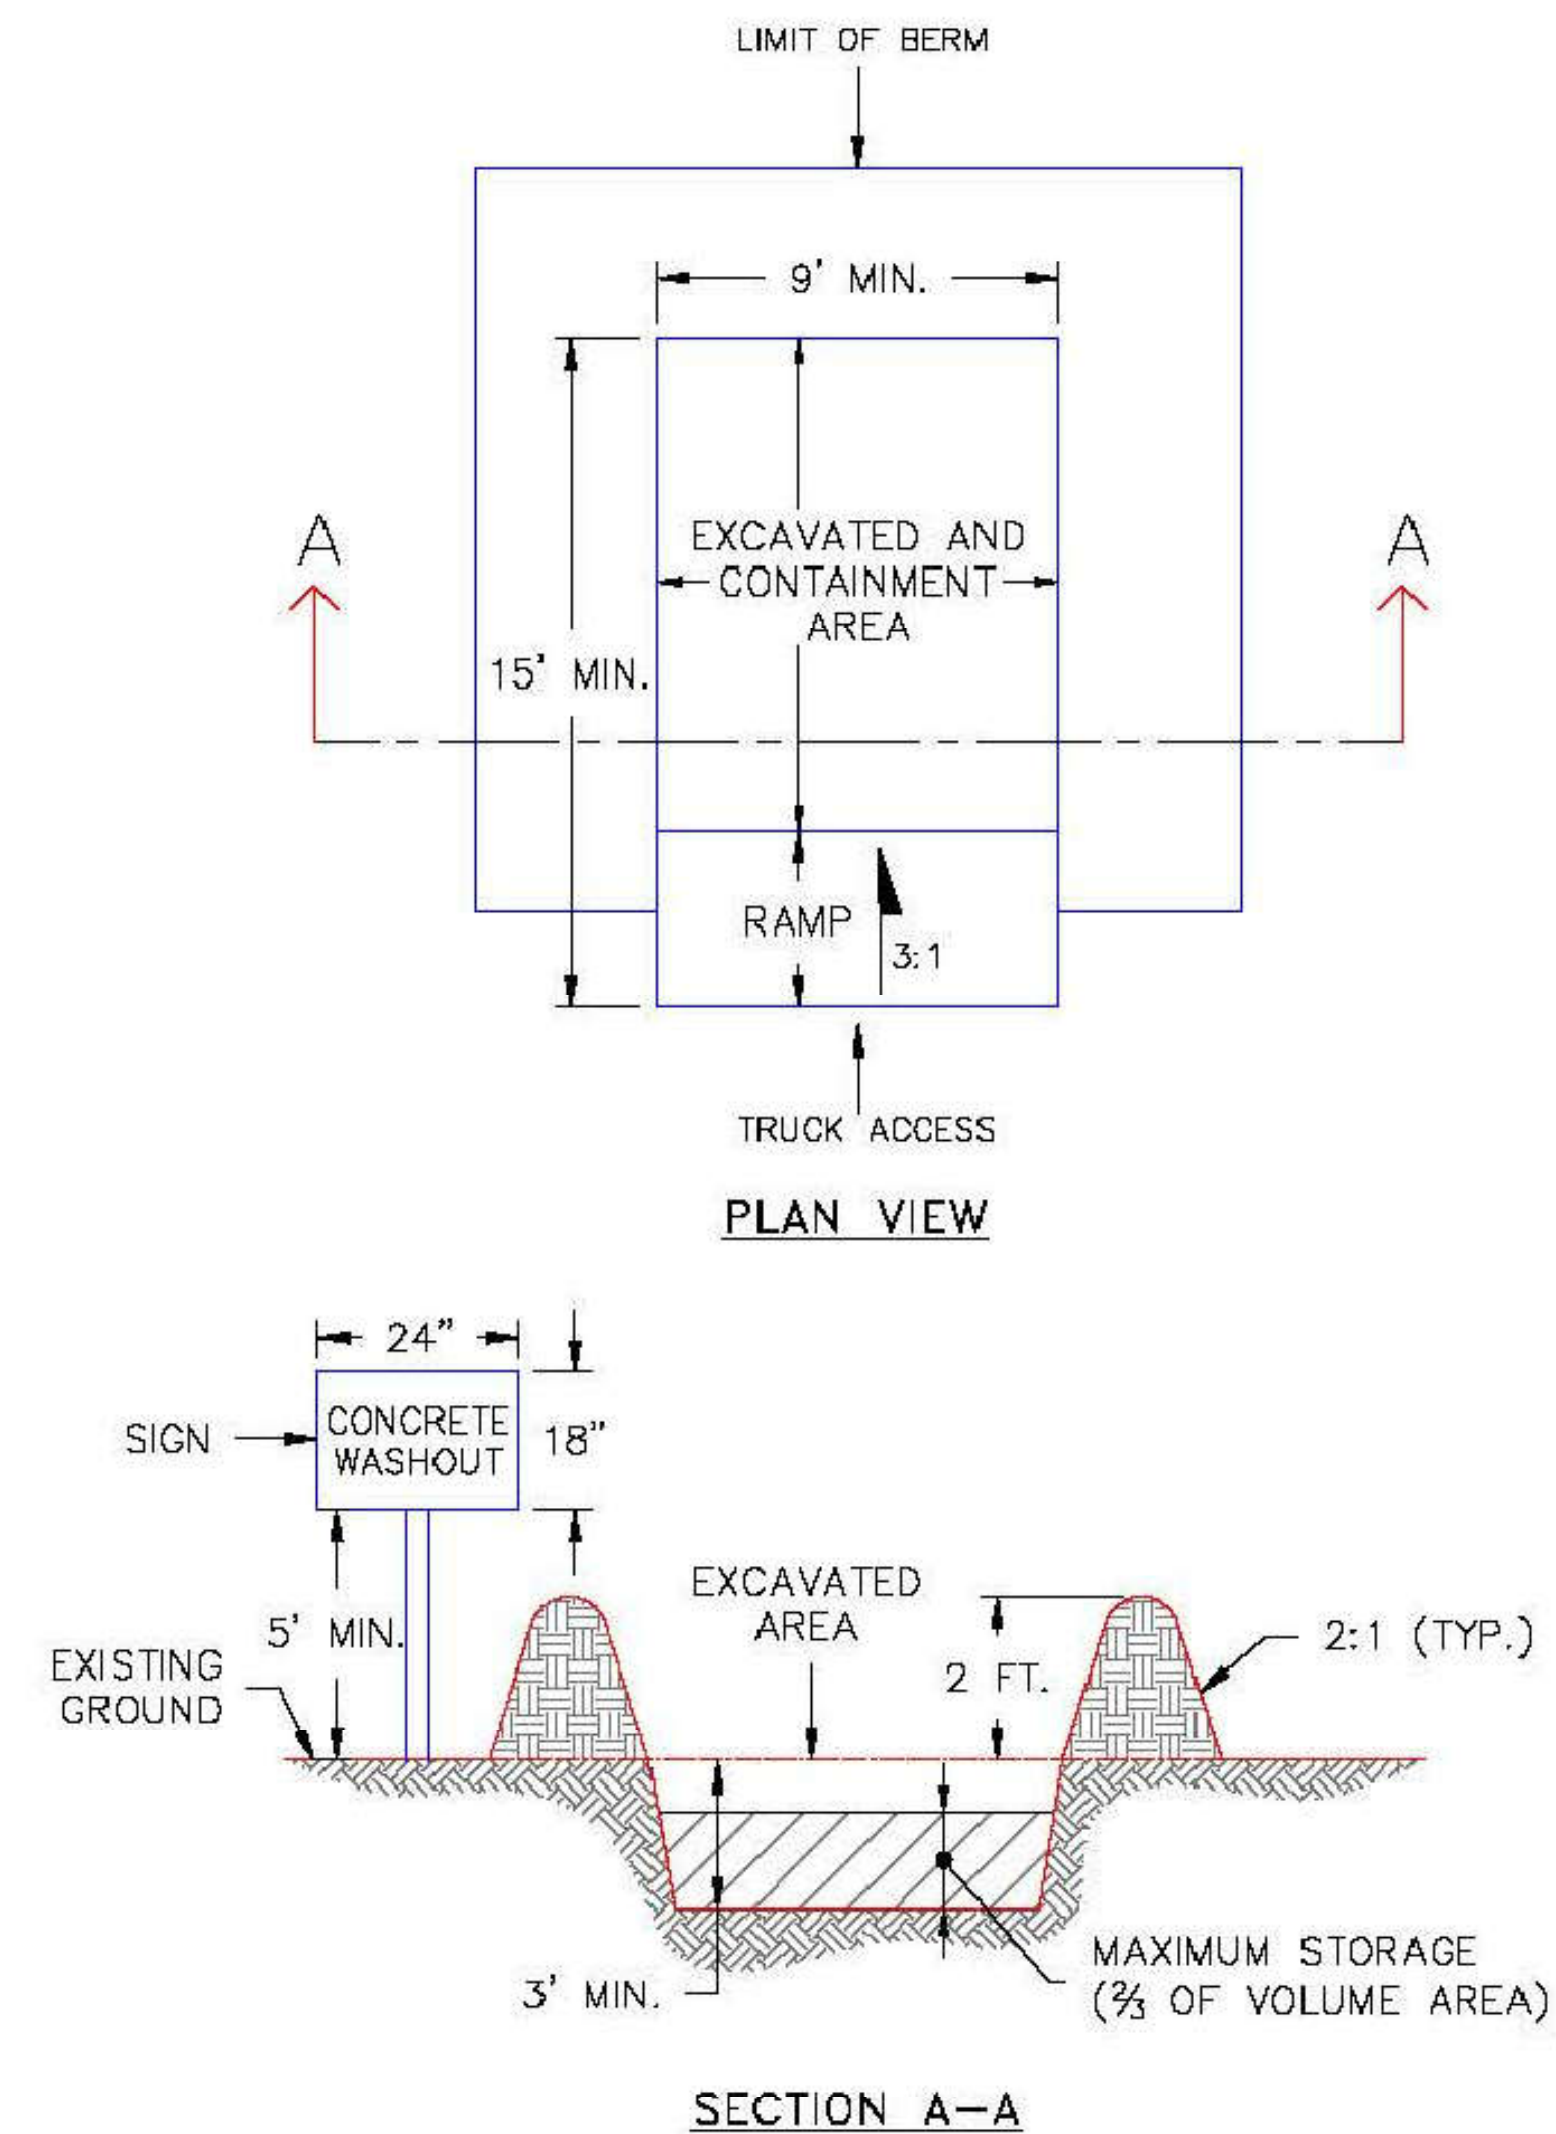 LIMIT OF BERM
9' MIN.
EXCAVATED AND
CONTAINMENT
AREA
A
A
15' MIN.
RAMP
3:1
TRUCK ACCESS
PLAN VIEW
24"
SIGN
CONCRETE
WASHOUT
18"
EXCAVATED
AREA
5' MIN.
2:1 (TYP.)
EXISTING
GROUND
2 FT.
3' MIN.
MAXIMUM STORAGE
(⅔ OF VOLUME AREA)
SECTION A-A